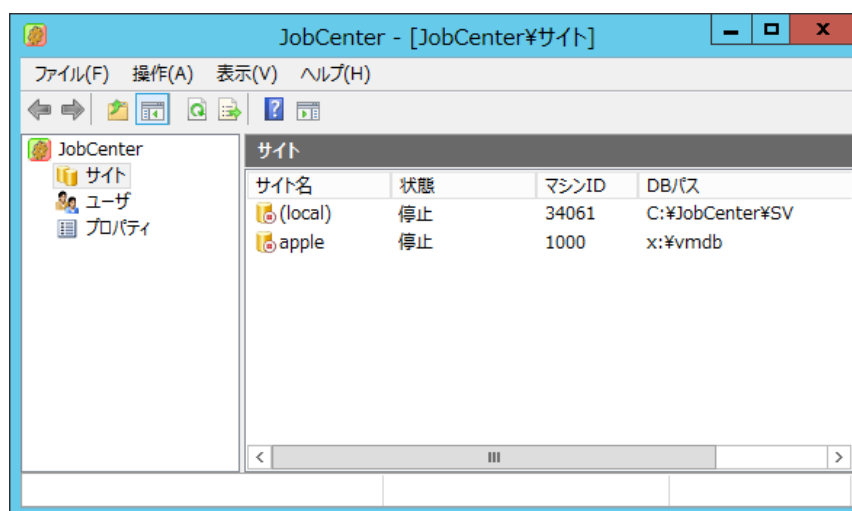 JobCenter - [JobCenter¥サイト]
ファイル(F) 操作(A) 表示(V) ヘルプ(H)
JobCenter
サイト
ユーザ
プロパティ
サイト
サイト名 状態 マシンID DBパス
(local) 停止 34061 C:¥JobCenter¥SV
apple 停止 1000 x:¥vmdb